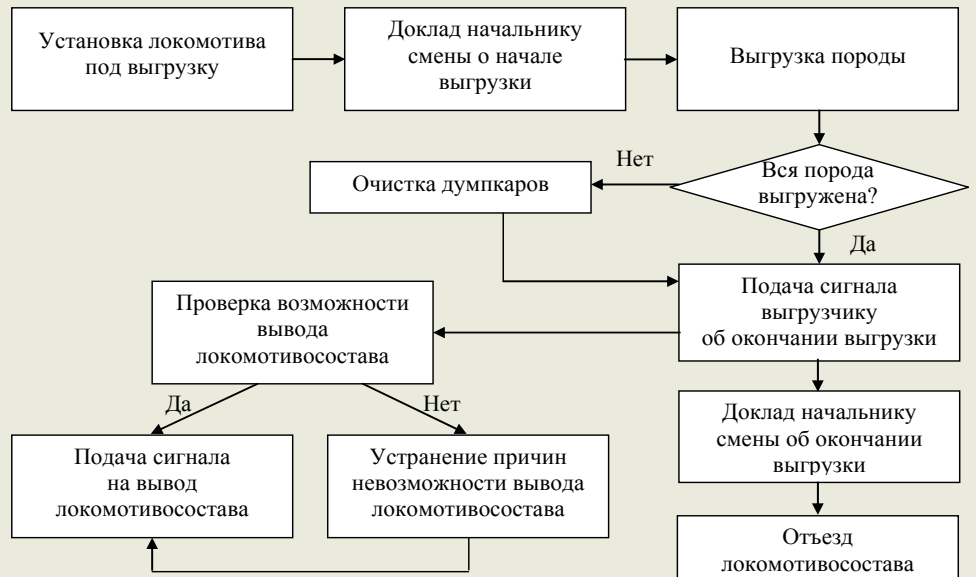 Установка локомотива
под выгрузку
Доклад начальнику
смены о начале
выгрузки
Выгрузка породы
Вся порода
выгружена?
Нет
Очистка думпкаров
Да
Подача сигнала
выгрузчику
об окончании выгрузки
Проверка возможности
вывода
локомотивосостава
Да
Нет
Подача сигнала
на вывод
локомотивосостава
Устранение причин
невозможности вывода
локомотивосостава
Доклад начальнику
смены об окончании
выгрузки
Отъезд
локомотивосостава